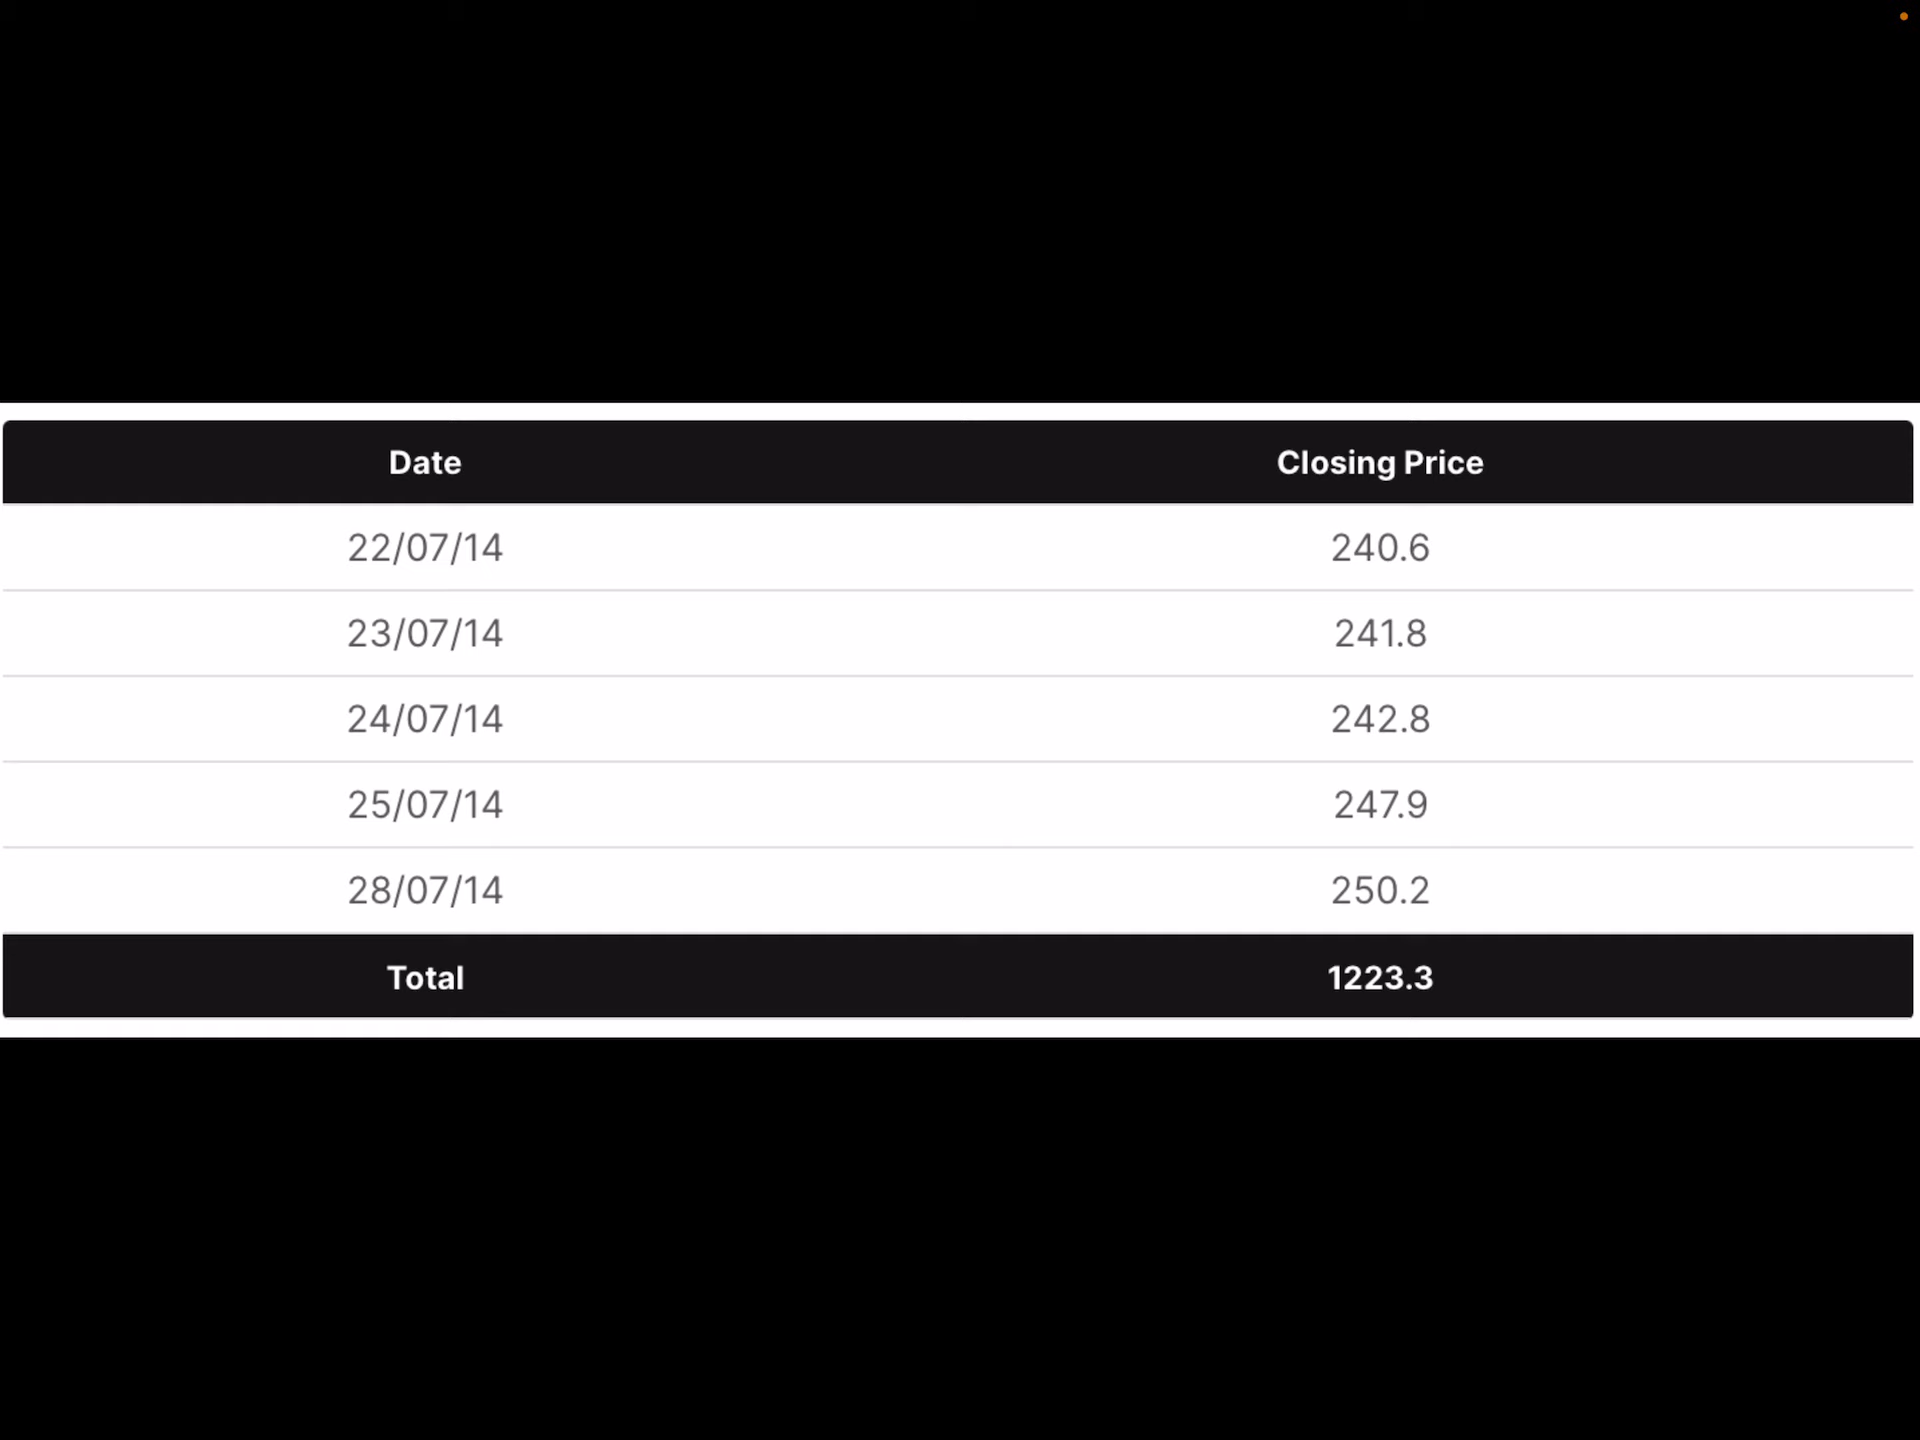 Date Closing Price
22/07/14 240.6
23/07/14 241.8
24/07/14 242.8
25/07/14 247.9
28/07/14 250.2
Total 1223.3